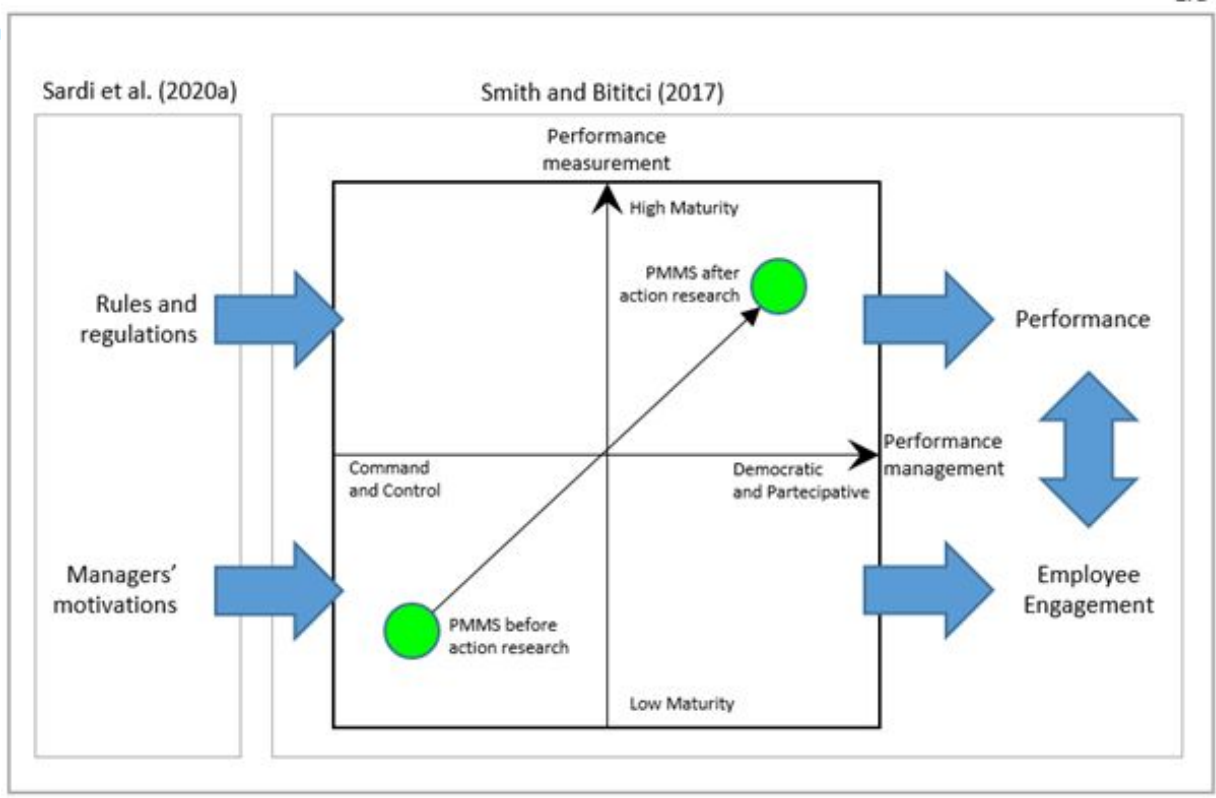 Sardi et al. (2020a)
Smith and Bititci (2017)
Performance
measurement
High Maturity
PMMS after
action research
Rules and
regulations
Performance
Performance
management
Command
and Control
Democratic
and Partecipative
Managers'
motivations
Employee
Engagement
PMMS before
action research
Low Maturity